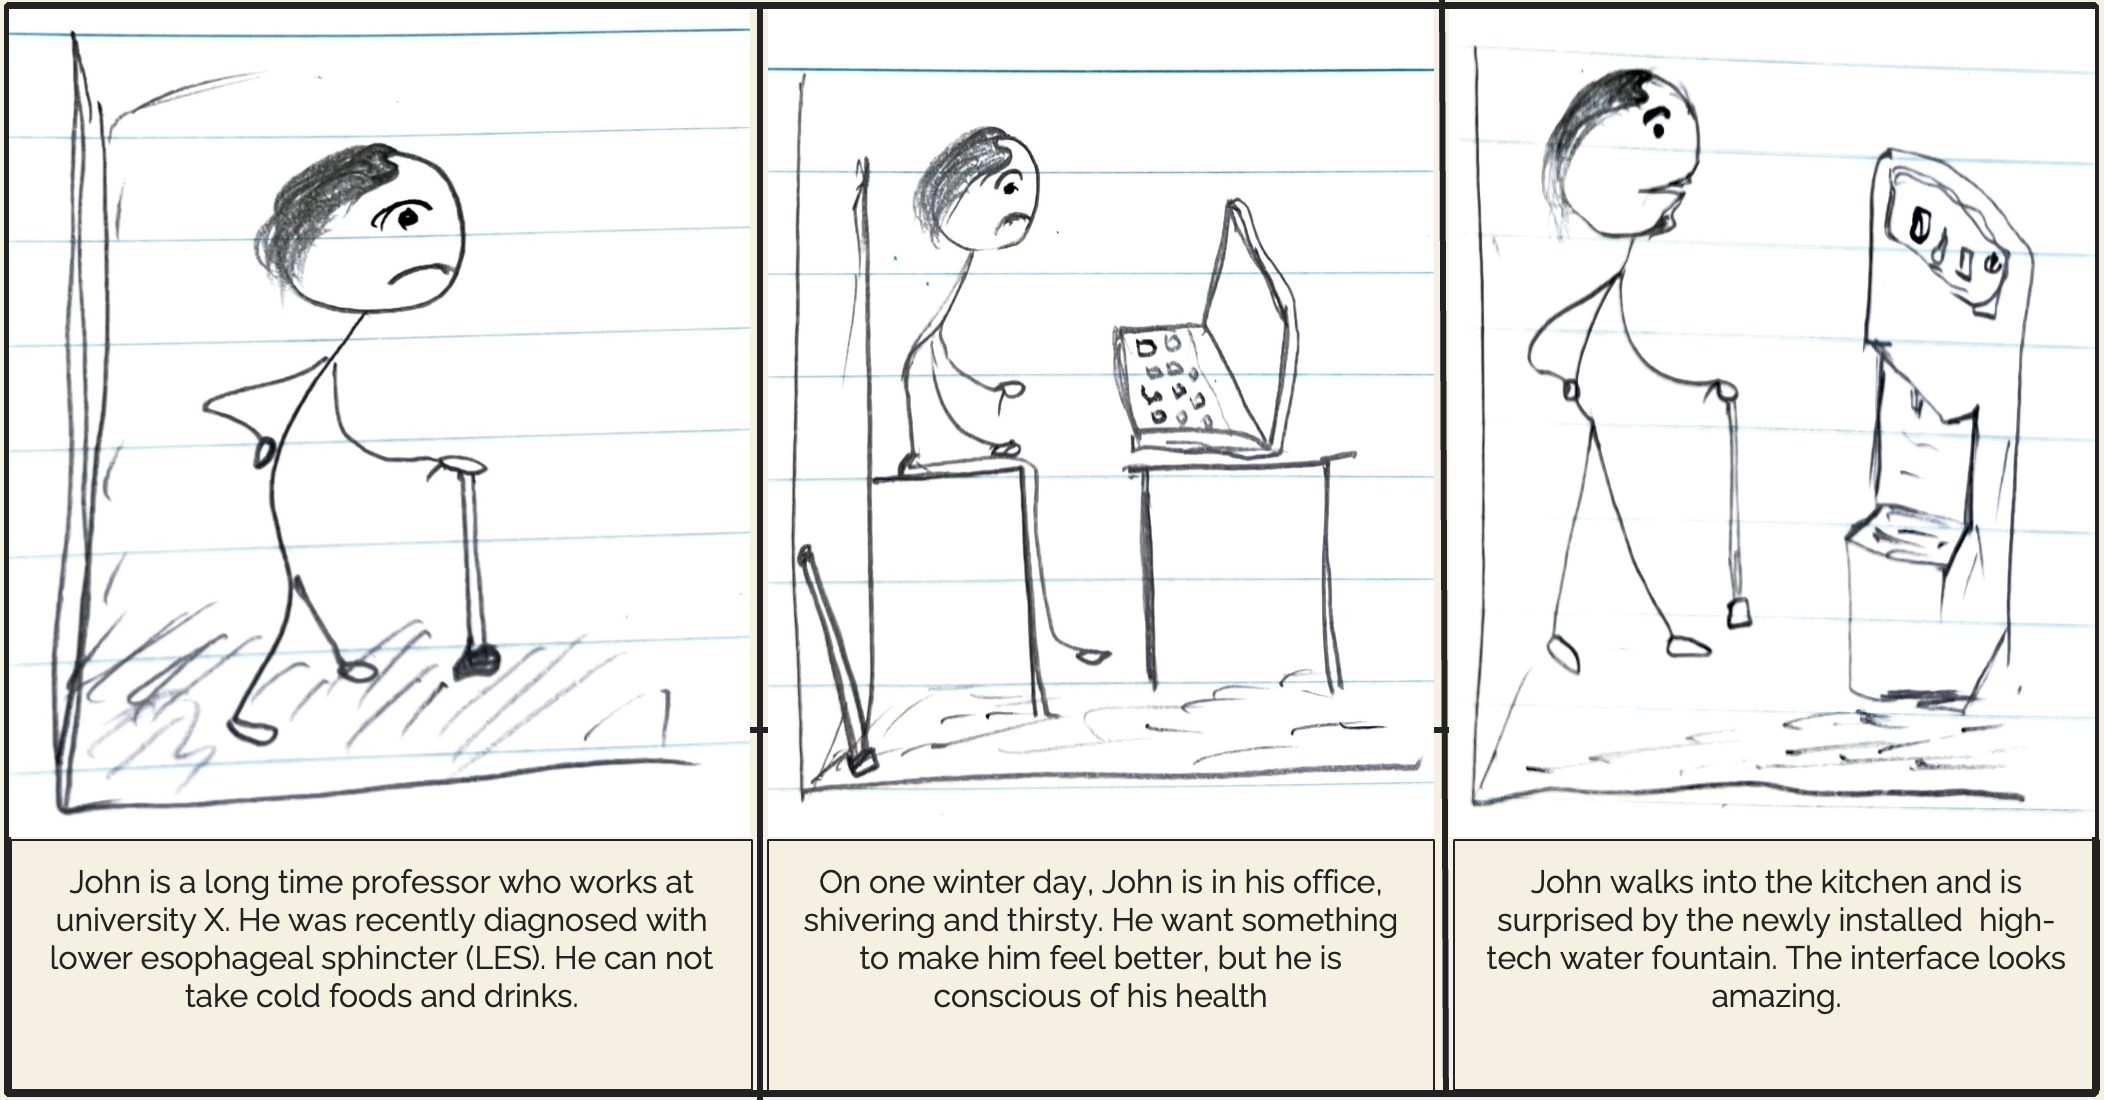 John is a long time professor who works at
university X. He was recently diagnosed with
lower esophageal sphincter (LES). He can not
take cold foods and drinks.
On one winter day, John is in his office,
shivering and thirsty. He want something
to make him feel better, but he is
conscious of his health
John walks into the kitchen and is
surprised by the newly installed  high-
tech water fountain. The interface looks
amazing.